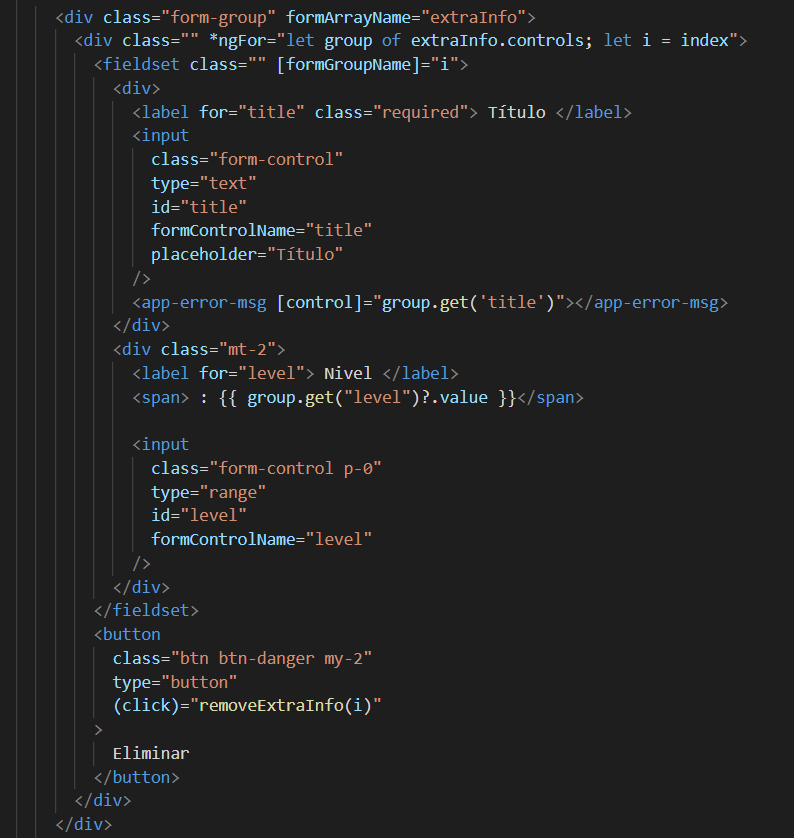 <div class="form-group" formArrayName="extraInfo">
<div class="" *ngFor="let group of extraInfo.controls; let i = index">
<fieldset class="" [formGroupName]="i">
<div>
<label for="title" class="required"> Título </label>
<input
class="form-control"
type="text"
id="title"
formControlName="title"
placeholder="Título"
/>
<app-error-msg [control]="group.get('title')"></app-error-msg>
</div>
<div class="mt-2">
<label for="level"> Nivel </label>
<span> : {{ group.get("level")?.value }}</span>
<input
class="form-control p-0"
type="range"
id="level"
formControlName="level"
/>
</div>
</fieldset>
<button
class="btn btn-danger my-2"
type="button"
(click)="removeExtraInfo(i)"
>
Eliminar
</button>
</div>
</div>